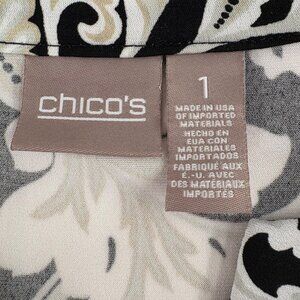 chico's
1
MADE IN USA
OF IMPORTED
MATERIALS
HECHO EN
EUA CON
MATERIALES
IMPORTADOS
FABRIQUÉ AUX
É.-U. AVEC
DES MATÉRIAUX
IMPORTÉS